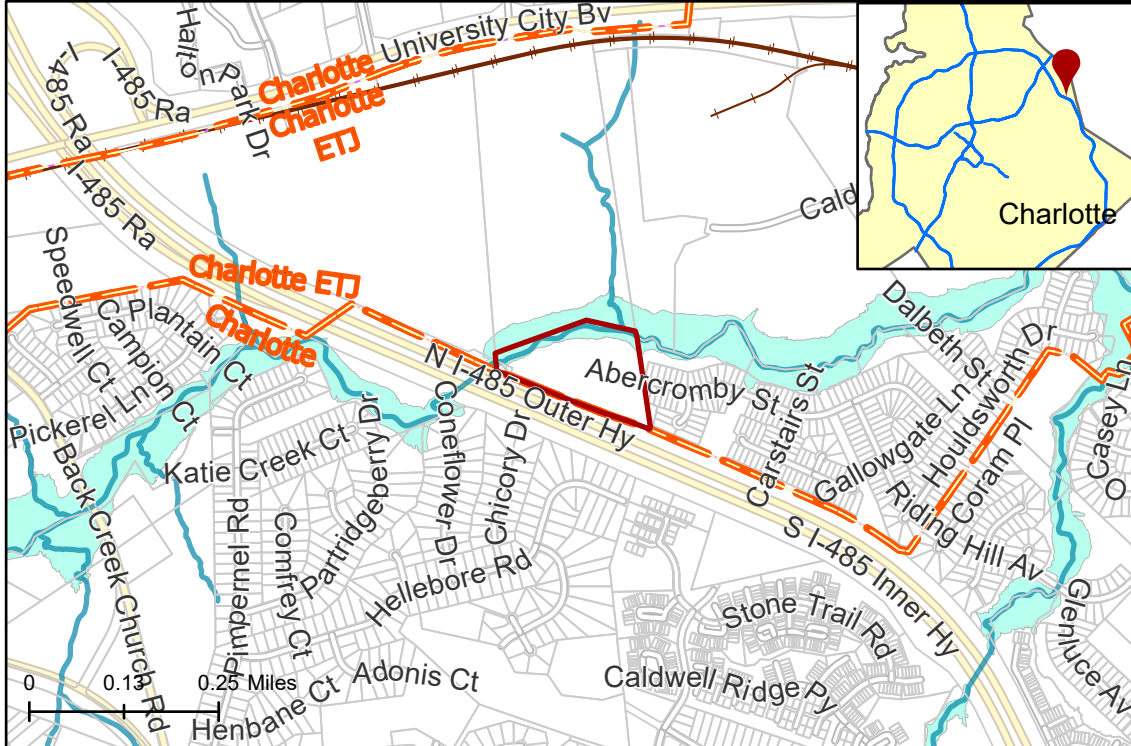 Halton
Park Dr
University City Bv
I-485 Ra
I-485 Ra
I-485 Ra
Charlotte
Charlotte
ETJ
Cald
Charlotte
Charlotte ETJ
Charlotte
Speedwell Ct
Campion Ct
Plantain Ct
Pickerel Ln
Back Creek Church Rd
Katie Creek Ct
Pimpernel Rd
Comfrey Ct
Partridgeberry Dr
Coneflower Dr
Chicory Dr
Hellebore Rd
Adonis Ct
Henbane Ct
N I-485 Outer Hy
S I-485 Inner Hy
Abercromby St
Carstairs St
Dalbeth St
Gallowgate Ln
Houldsworth Dr
Coram Pl
Riding Hill Av
Casey Ln
O
Glenluce Av
Stone Trail Rd
Caldwell Ridge Py
0 0.13 0.25 Miles